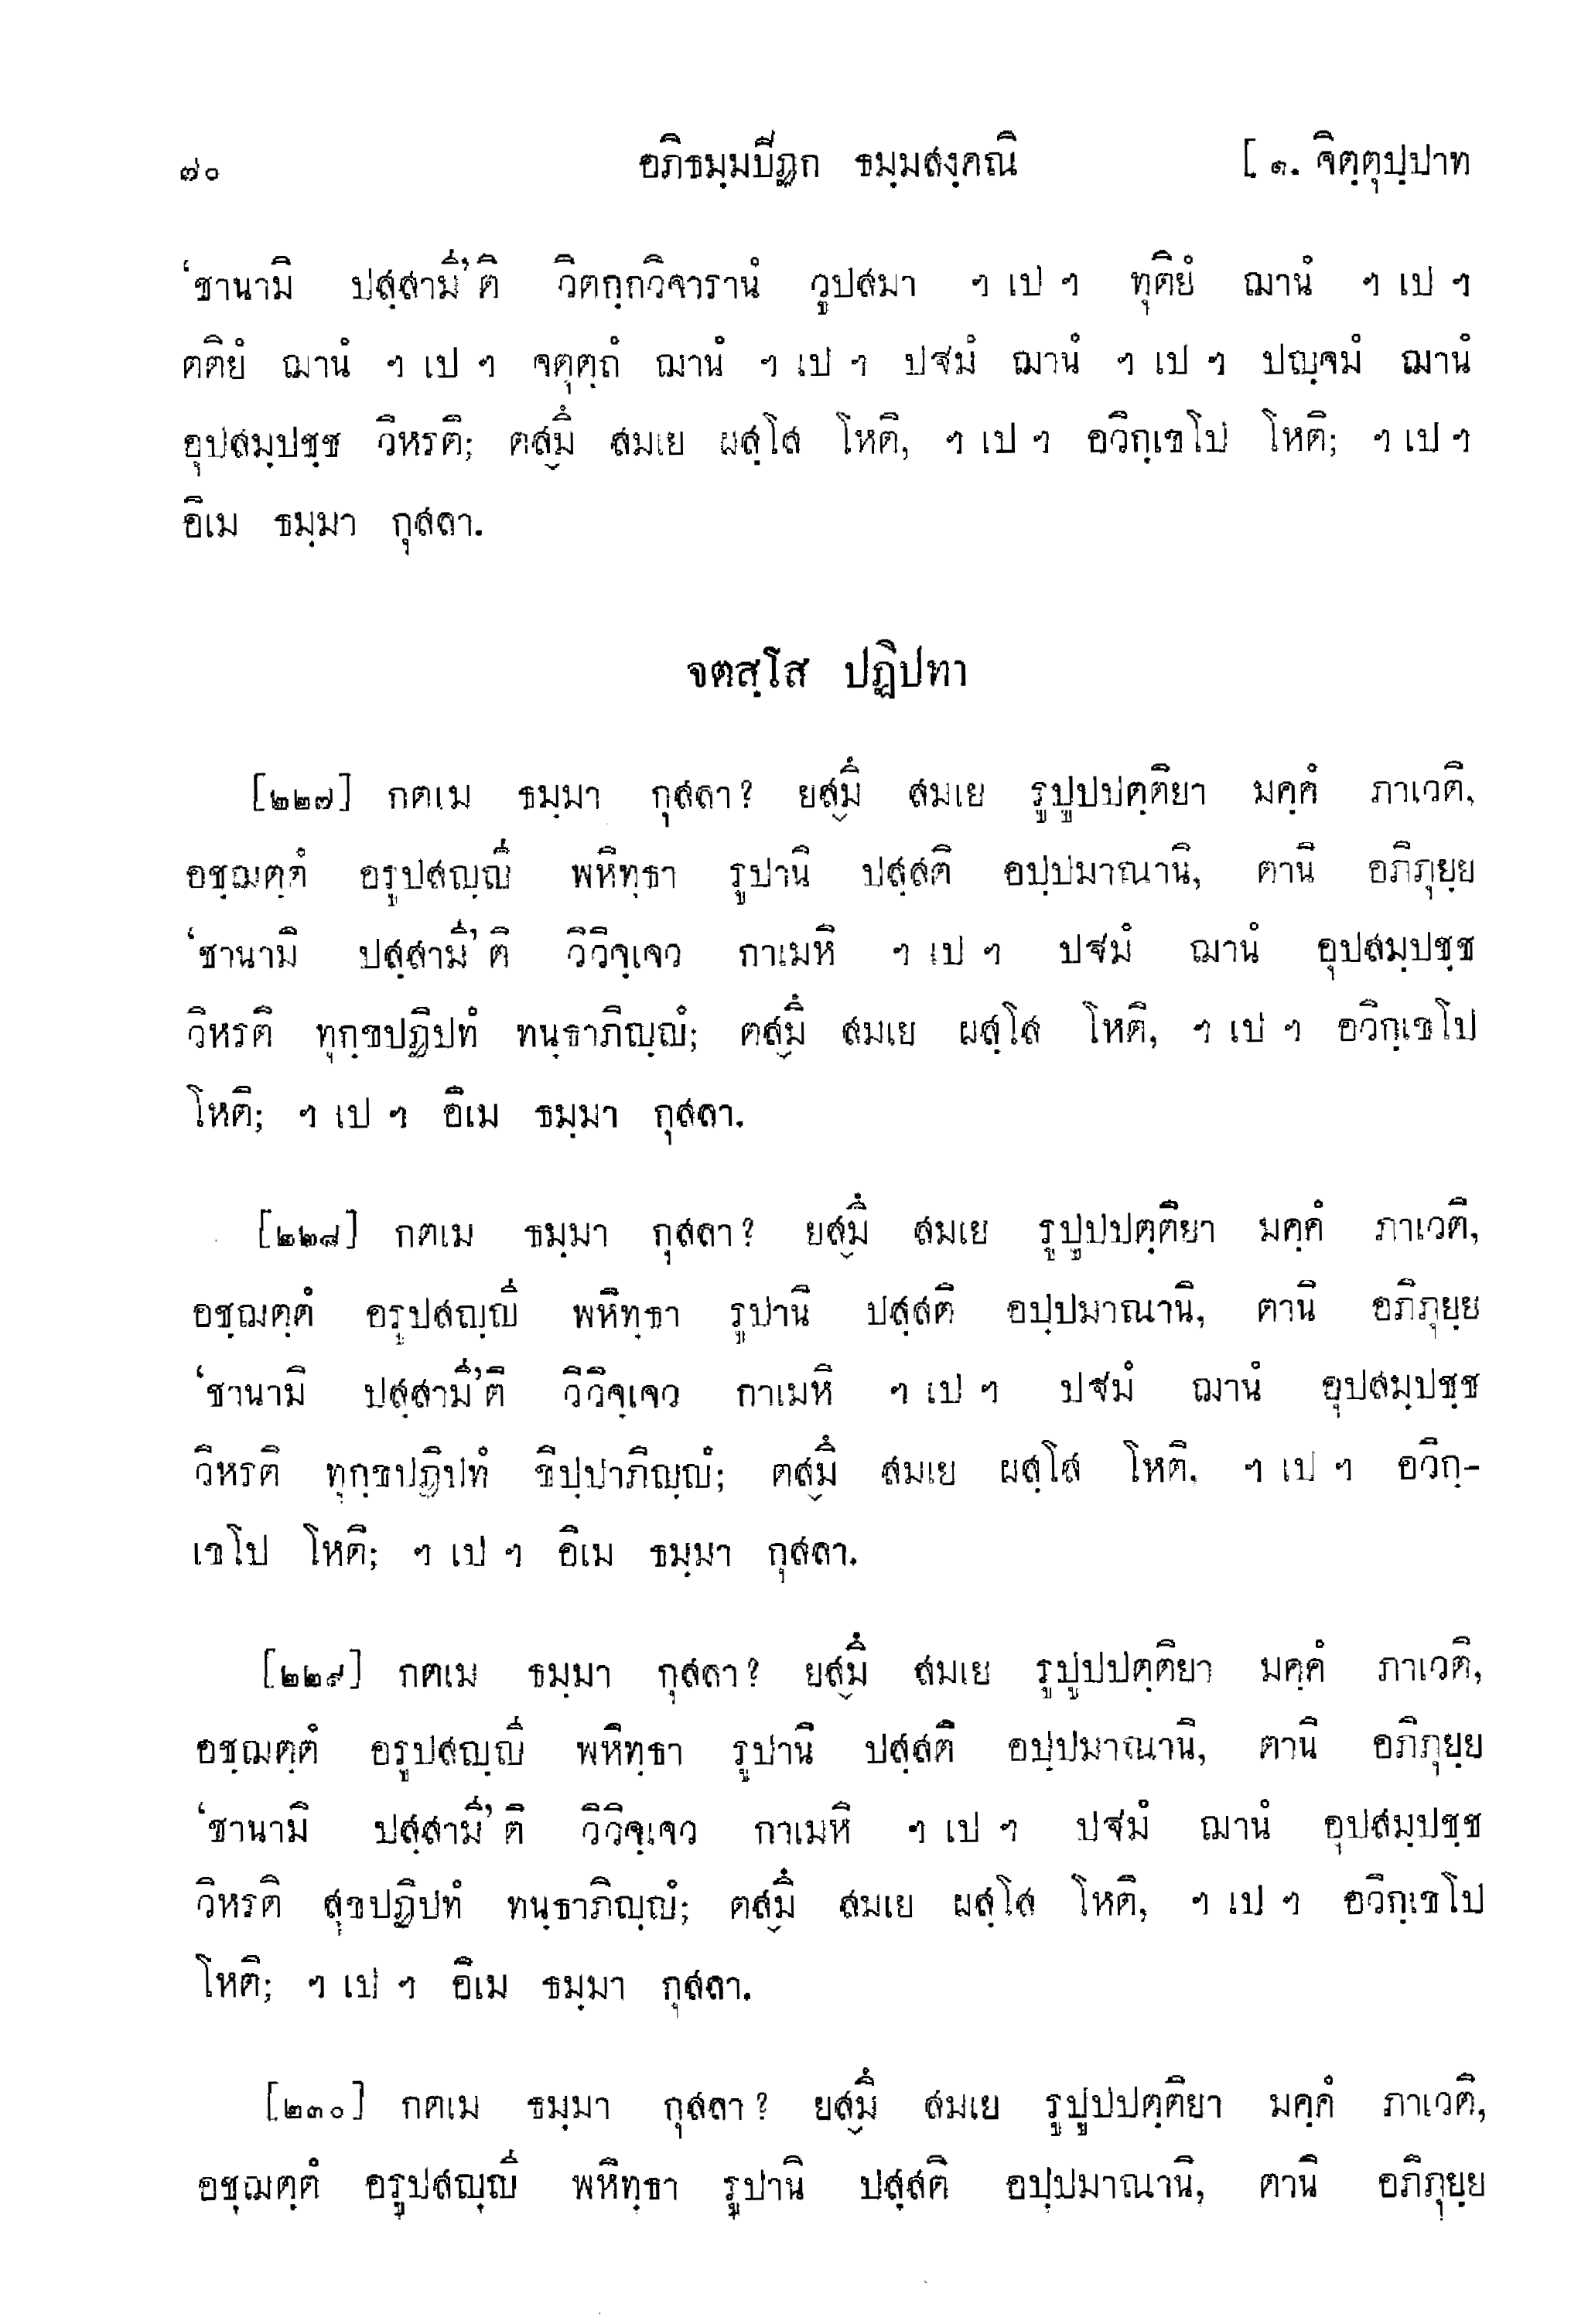 ๗๐ อภิธมฺมปีฏก ธมฺมสงฺคณิ [ ๑. จิตฺตุปฺปาท
‘ชานามิ ปสฺสามี’ติ วิตกฺกวิจารานํ วูปสมา ฯ เป ฯ ทุติยํ ฌานํ ฯ เป ฯ
ตติยํ ฌานํ ฯ เป ฯ จตุตฺถํ ฌานํ ฯ เป ฯ ปฐมํ ฌานํ ฯ เป ฯ ปญฺจมํ ฌานํ
อุปสมฺปชฺช วิหรติ; ตสฺมึ สมเย ผสฺโส โหติ, ฯ เป ฯ อวิกฺเขโป โหติ; ฯ เป ฯ
อิเม ธมฺมา กุสลา.
จตสฺโส ปฏิปทา
[๒๒๗] กตเม ธมฺมา กุสลา? ยสฺมึ สมเย รูปูปปตฺติยา มคฺคํ ภาเวติ,
อชฺฌตฺตํ อรูปสญฺญี พหิทฺธา รูปานิ ปสฺสติ อปฺปมาณานิ, ตานิ อภิภุยฺย
‘ชานามิ ปสฺสามี’ติ วิวิจฺเจว กาเมหิ ฯ เป ฯ ปฐมํ ฌานํ อุปสมฺปชฺช
วิหรติ ทุกฺขปฏิปทํ ทนฺธาภิญฺญํ; ตสฺมึ สมเย ผสฺโส โหติ, ฯ เป ฯ อวิกฺเขโป
โหติ; ฯ เป ฯ อิเม ธมฺมา กุสลา.
[๒๒๘] กตเม ธมฺมา กุสลา? ยสฺมึ สมเย รูปูปปตฺติยา มคฺคํ ภาเวติ,
อชฺฌตฺตํ อรูปสญฺญี พหิทฺธา รูปานิ ปสฺสติ อปฺปมาณานิ, ตานิ อภิภุยฺย
‘ชานามิ ปสฺสามี’ติ วิวิจฺเจว กาเมหิ ฯ เป ฯ ปฐมํ ฌานํ อุปสมฺปชฺช
วิหรติ ทุกฺขปฏิปทํ ขิปฺปาภิญฺญํ; ตสฺมึ สมเย ผสฺโส โหติ, ฯ เป ฯ อวิกฺ-
เขโป โหติ; ฯ เป ฯ อิเม ธมฺมา กุสลา.
[๒๒๙] กตเม ธมฺมา กุสลา? ยสฺมึ สมเย รูปูปปตฺติยา มคฺคํ ภาเวติ,
อชฺฌตฺตํ อรูปสญฺญี พหิทฺธา รูปานิ ปสฺสติ อปฺปมาณานิ, ตานิ อภิภุยฺย
‘ชานามิ ปสฺสามี’ติ วิวิจฺเจว กาเมหิ ฯ เป ฯ ปฐมํ ฌานํ อุปสมฺปชฺช
วิหรติ สุขปฏิปทํ ทนฺธาภิญฺญํ; ตสฺมึ สมเย ผสฺโส โหติ, ฯ เป ฯ อวิกฺเขโป
โหติ; ฯ เป ฯ อิเม ธมฺมา กุสลา.
[๒๓๐] กตเม ธมฺมา กุสลา? ยสฺมึ สมเย รูปูปปตฺติยา มคฺคํ ภาเวติ,
อชฺฌตฺตํ อรูปสญฺญี พหิทฺธา รูปานิ ปสฺสติ อปฺปมาณานิ, ตานิ อภิภุยฺย